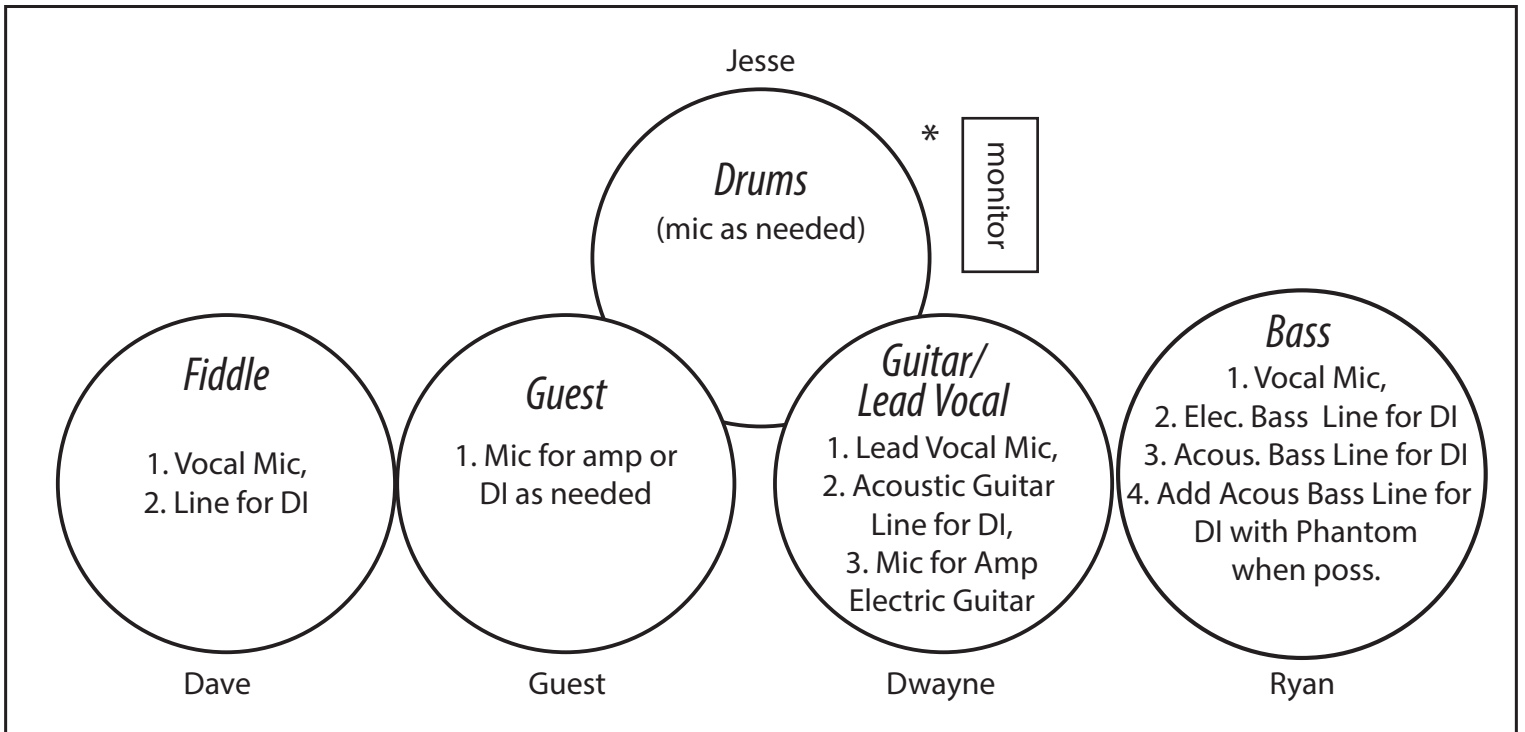 Jesse
*
monitor
Drums
(mic as needed)
Fiddle
1. Vocal Mic,
2. Line for DI
Dave
Guest
1. Mic for amp or
DI as needed
Guest
Guitar/
Lead Vocal
1. Lead Vocal Mic,
2. Acoustic Guitar
Line for DI,
3. Mic for Amp
Electric Guitar
Dwayne
Bass
1. Vocal Mic,
2. Elec. Bass Line for DI
3. Acous. Bass Line for DI
4. Add Acous Bass Line for
DI with Phantom
when poss.
Ryan